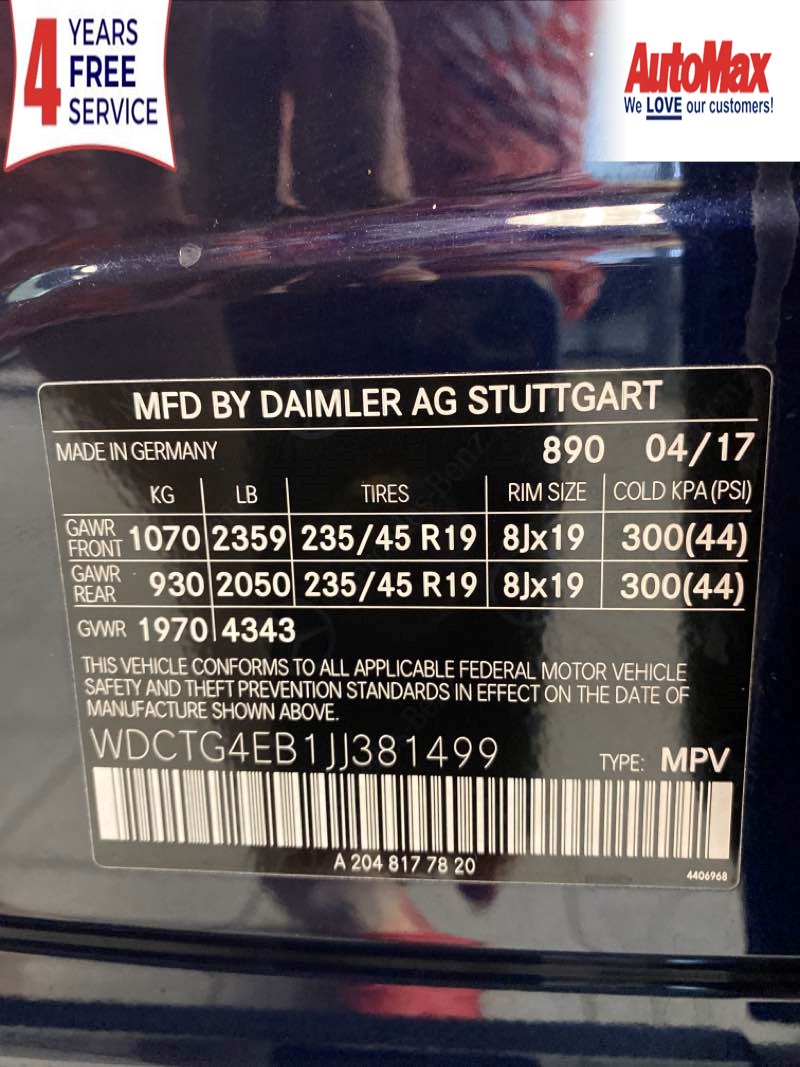 4 YEARS
FREE
SERVICE
AutoMax
We LOVE our customers!
MFD BY DAIMLER AG STUTTGART
MADE IN GERMANY 890 04/17
KG LB TIRES RIM SIZE COLD KPA (PSI)
GAWR FRONT 1070 2359 235/45 R19 8Jx19 300(44)
GAWR REAR 930 2050 235/45 R19 8Jx19 300(44)
GVWR 1970 4343
THIS VEHICLE CONFORMS TO ALL APPLICABLE FEDERAL MOTOR VEHICLE
SAFETY AND THEFT PREVENTION STANDARDS IN EFFECT ON THE DATE OF
MANUFACTURE SHOWN ABOVE.
WDCTG4EB1JJ381499 TYPE: MPV
A 204 817 78 20
4406968